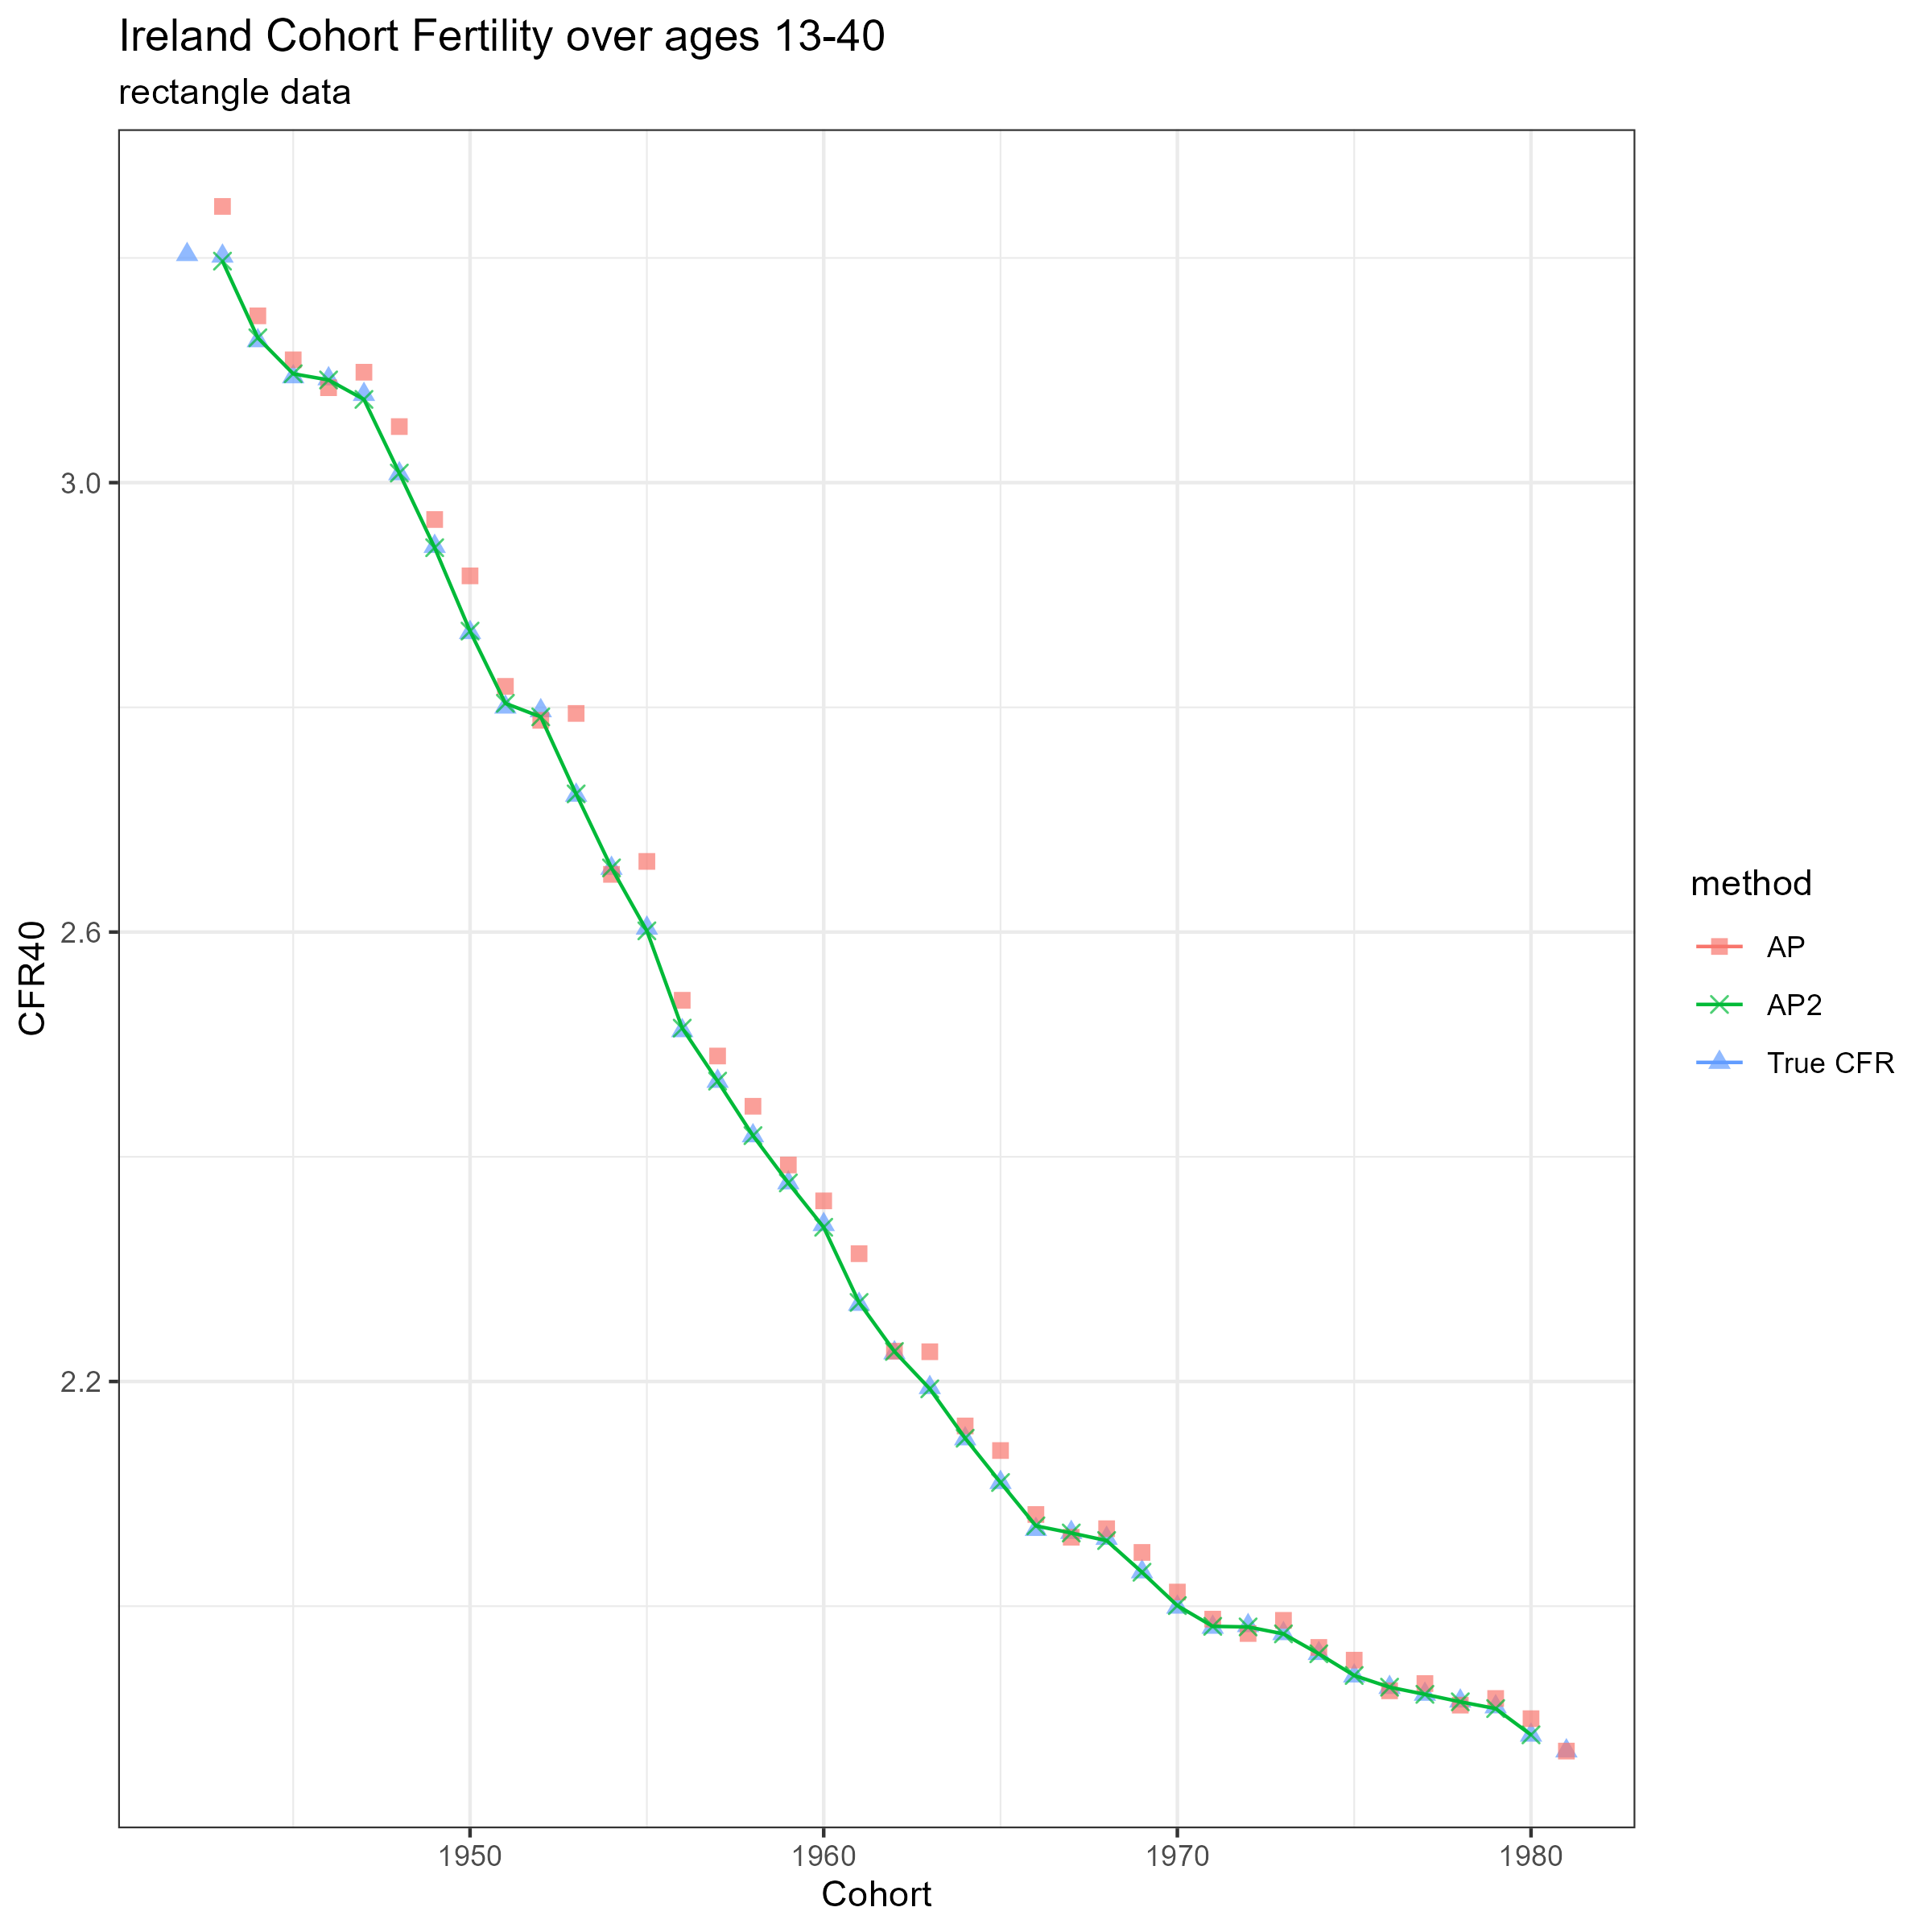 Ireland Cohort Fertility over ages 13-40
rectangle data
3.0
2.6
2.2
CFR40
1950
1960
1970
1980
Cohort
method
AP
AP2
True CFR